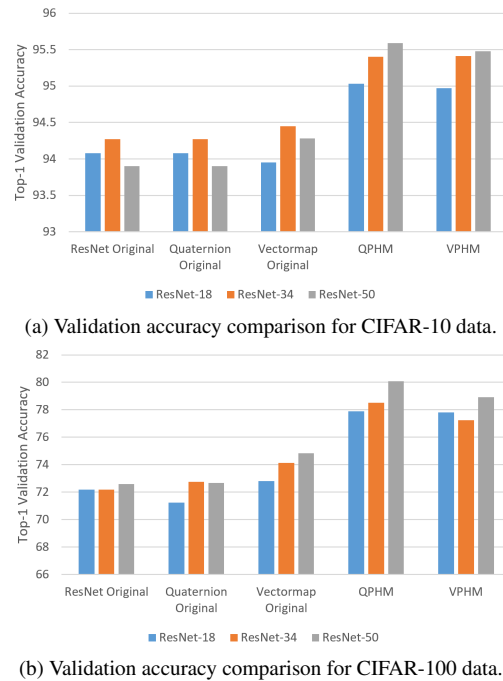 96
95.5
95
94.5
94
93.5
93
Top-1 Validation Accuracy
ResNet Original
Quaternion Original
Vectormap Original
QPHM
VPHM
ResNet-18 ResNet-34 ResNet-50
(a) Validation accuracy comparison for CIFAR-10 data.
82
80
78
76
74
72
70
68
66
Top-1 Validation Accuracy
ResNet Original
Quaternion Original
Vectormap Original
QPHM
VPHM
ResNet-18 ResNet-34 ResNet-50
(b) Validation accuracy comparison for CIFAR-100 data.